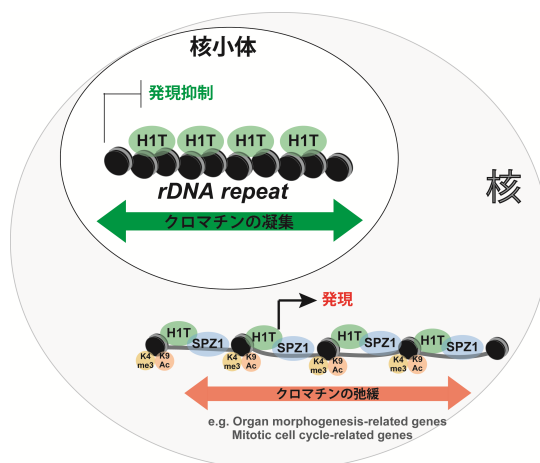 核小体
発現抑制
H1T H1T H1T H1T
rDNA repeat
クロマチンの凝集
核
発現
H1T SPZ1 H1T SPZ1 H1T SPZ1 H1T SPZ1
K4 me3 K9 Ac K4 me3 K9 Ac K4 me3 K9 Ac K4 me3 K9 Ac
クロマチンの弛緩
e.g. Organ morphogenesis-related genes
Mitotic cell cycle-related genes